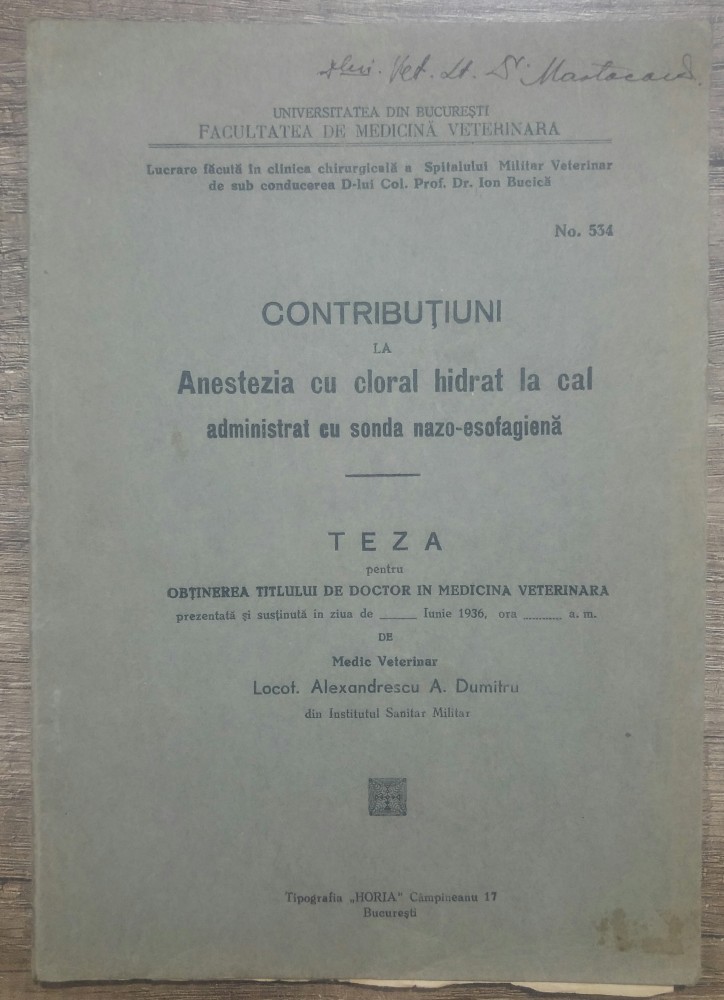 Vet. Lt. Dr
UNIVERSITATEA DIN BUCUREȘTI
FACULTATEA DE MEDICINĂ VETERINARA
Lucrare făcută în clinica chirurgicală a Spitalului Militar Veterinar
de sub conducerea D-lui Col. Prof. Dr. Ion Bucică
No. 534
CONTRIBUȚIUNI
LA
Anestezia cu cloral hidrat la cal
administrat cu sonda nazo-esofagienă
TEZA
pentru
OBȚINEREA TITLULUI DE DOCTOR IN MEDICINA VETERINARA
prezentată și susținută in ziua de ______ Iunie 1936, ora ............ a. m.
DE
Medic Veterinar
Locot. Alexandrescu A. Dumitru
din Institutul Sanitar Militar
Tipografia „HORIA" Câmpineanu 17
București